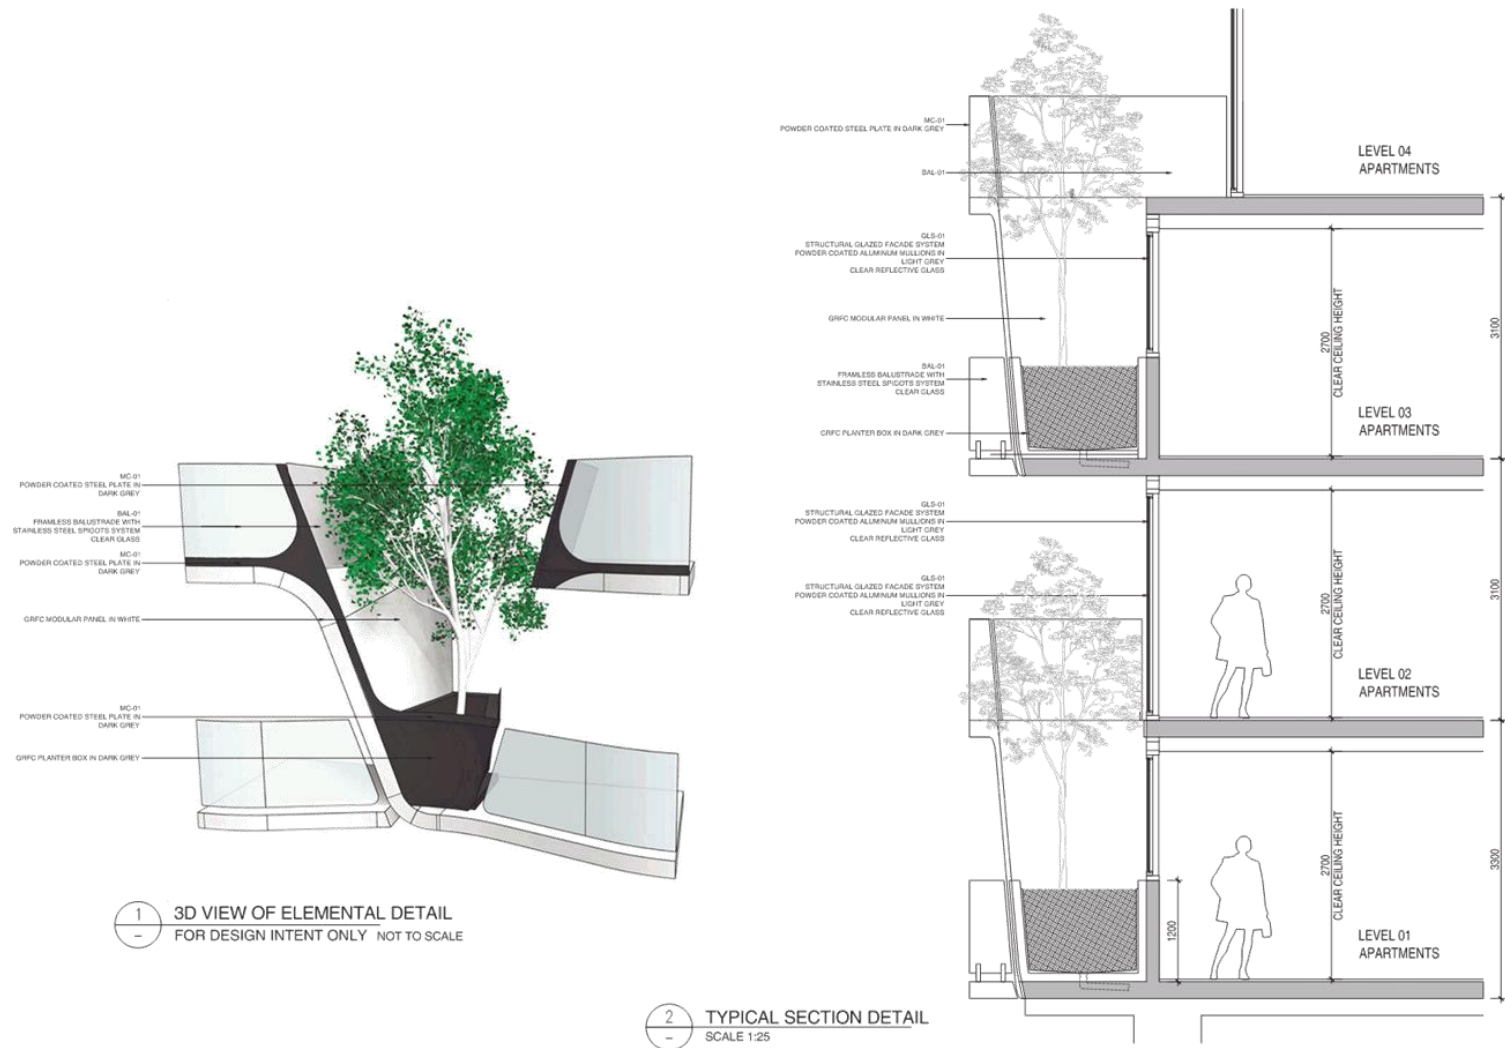 MC-01
POWDER COATED STEEL PLATE IN
DARK GREY
BAL-01
FRAMLESS BALUSTRADE WITH
STAINLESS STEEL SPIGOTS SYSTEM
CLEAR GLASS
MC-01
POWDER COATED STEEL PLATE IN
DARK GREY
GRFC MODULAR PANEL IN WHITE
MC-01
POWDER COATED STEEL PLATE IN
DARK GREY
GRFC PLANTER BOX IN DARK GREY
1
-
3D VIEW OF ELEMENTAL DETAIL
FOR DESIGN INTENT ONLY NOT TO SCALE
MC-01
POWDER COATED STEEL PLATE IN DARK GREY
BAL-01
GLS-01
STRUCTURAL GLAZED FACADE SYSTEM
POWDER COATED ALUMINUM MULLIONS IN
LIGHT GREY
CLEAR REFLECTIVE GLASS
GRFC MODULAR PANEL IN WHITE
BAL-01
FRAMLESS BALUSTRADE WITH
STAINLESS STEEL SPIGOTS SYSTEM
CLEAR GLASS
GRFC PLANTER BOX IN DARK GREY
GLS-01
STRUCTURAL GLAZED FACADE SYSTEM
POWDER COATED ALUMINUM MULLIONS IN
LIGHT GREY
CLEAR REFLECTIVE GLASS
GLS-01
STRUCTURAL GLAZED FACADE SYSTEM
POWDER COATED ALUMINUM MULLIONS IN
LIGHT GREY
CLEAR REFLECTIVE GLASS
LEVEL 04
APARTMENTS
2700
CLEAR CEILING HEIGHT
3100
LEVEL 03
APARTMENTS
2700
CLEAR CEILING HEIGHT
3100
LEVEL 02
APARTMENTS
2700
CLEAR CEILING HEIGHT
3300
1200
LEVEL 01
APARTMENTS
2
-
TYPICAL SECTION DETAIL
SCALE 1:25